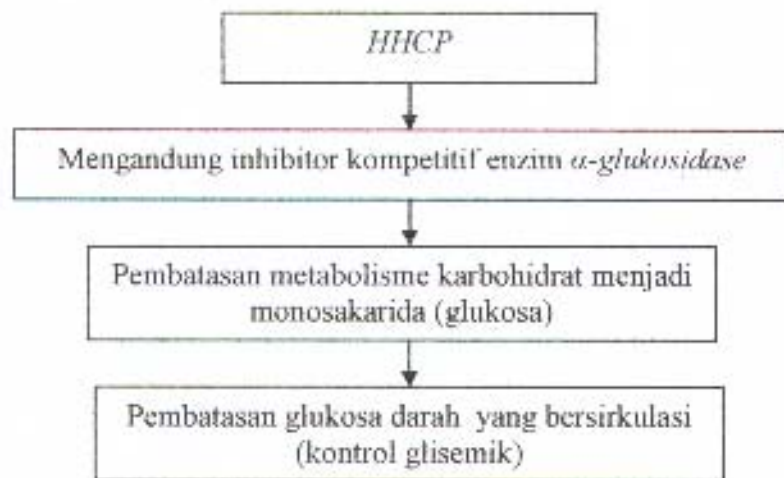 HHCP
Mengandung inhibitor kompetitif enzim α-glukosidase
Pembatasan metabolisme karbohidrat menjadi
monosakarida (glukosa)
Pembatasan glukosa darah yang bersirkulasi
(kontrol glisemik)